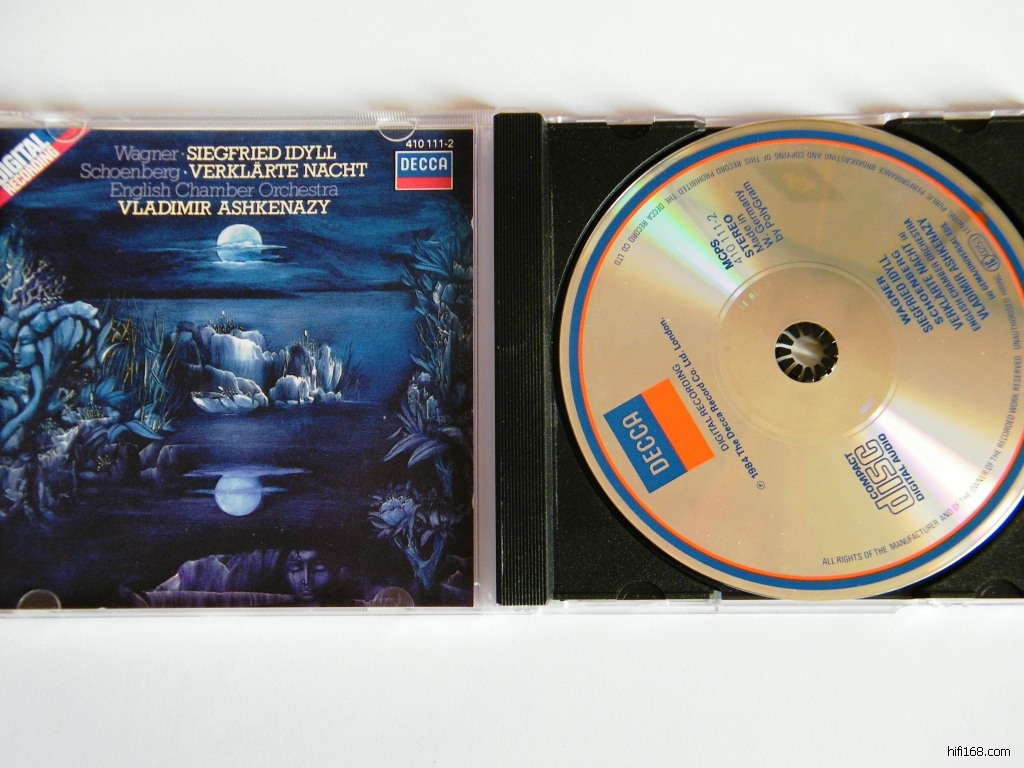 DIGITAL
RECORDING
410 111-2
Wagner · SIEGFRIED IDYLL
Schoenberg · VERKLÄRTE NACHT
English Chamber Orchestra
VLADIMIR ASHKENAZY
DECCA
MCPS
STEREO
410 111-2
Made in
W. Germany
by PolyGram
WAGNER
SIEGFRIED IDYLL
SCHOENBERG
VERKLÄRTE NACHT
ENGLISH CHAMBER ORCHESTRA
VLADIMIR ASHKENAZY
DECCA
DIGITAL RECORDING
℗ 1984 The Decca Record Co. Ltd. London.
COMPACT
disc
DIGITAL AUDIO
ALL RIGHTS OF THE MANUFACTURER AND OF THE OWNER OF THE RECORDED WORK RESERVED UNAUTHORISED PUBLIC PERFORMANCE BROADCASTING AND COPYING OF THIS RECORD PROHIBITED THE DECCA RECORD CO LTD
hifi168.com